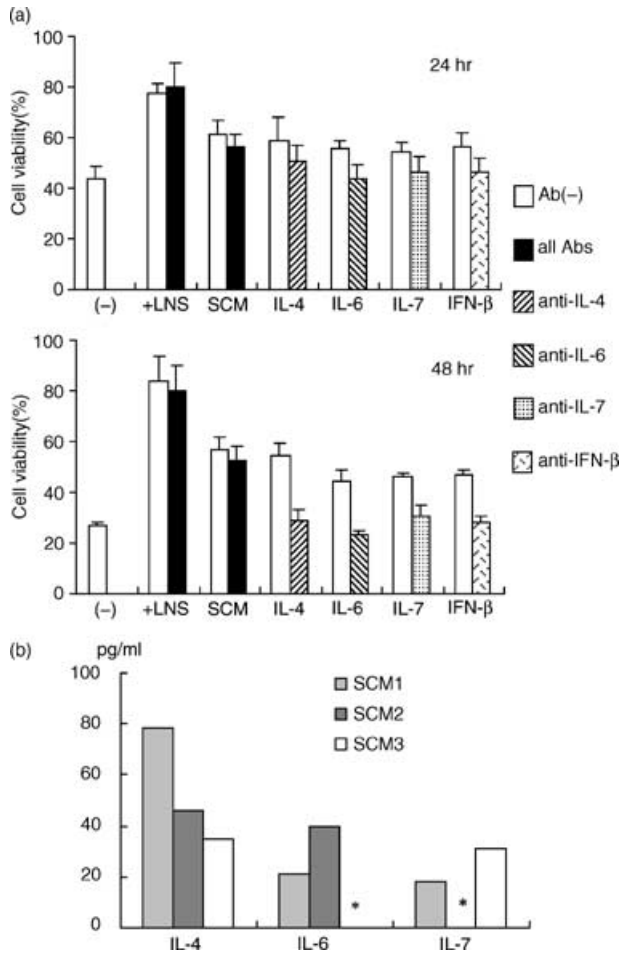 (a)
100
80
60
40
20
0
Cell viability(%)
24 hr
(-) +LNS SCM IL-4 IL-6 IL-7 IFN-β
Ab(-)
all Abs
anti-IL-4
anti-IL-6
anti-IL-7
anti-IFN-β
100
80
60
40
20
0
Cell viability(%)
48 hr
(-) +LNS SCM IL-4 IL-6 IL-7 IFN-β
(b)
pg/ml
100
80
60
40
20
0
SCM1
SCM2
SCM3
* *
IL-4 IL-6 IL-7